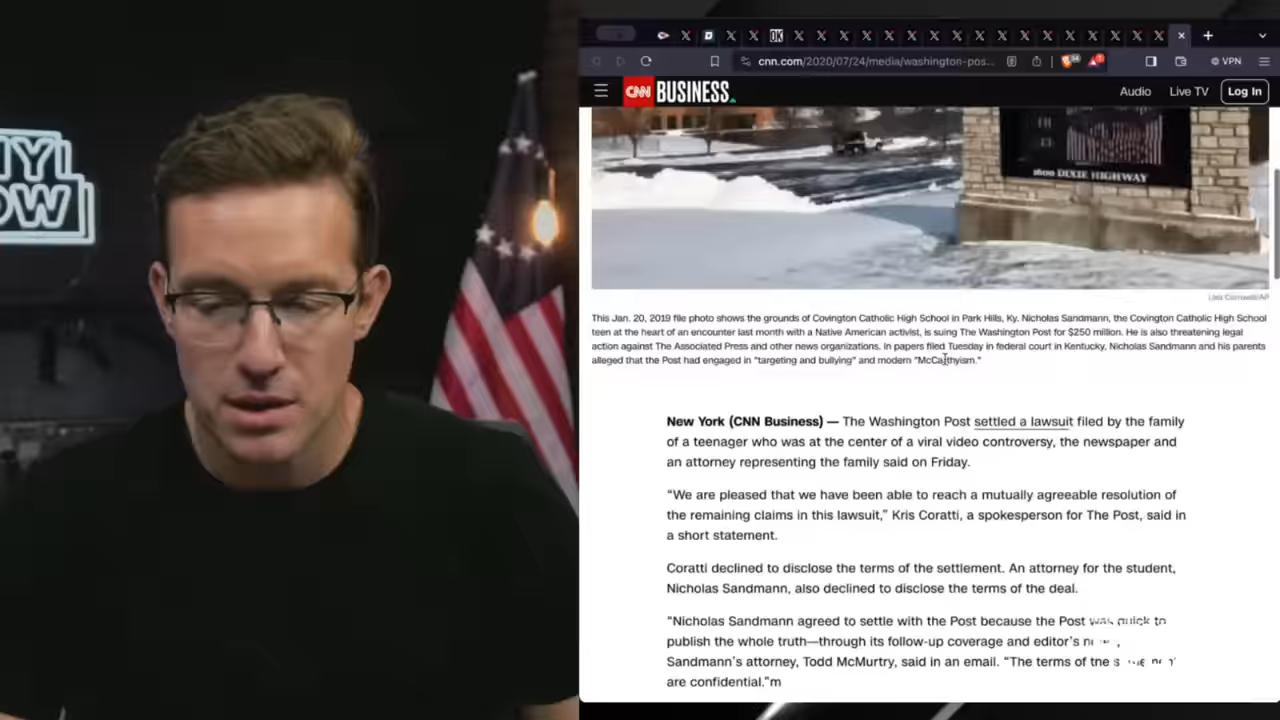 OW
cnn.com/2020/07/24/media/washington-pos...
VPN
CNN BUSINESS
Audio
Live TV
Log In
1600 DIXIE HIGHWAY
This Jan. 20, 2019 file photo shows the grounds of Covington Catholic High School in Park Hills, Ky. Nicholas Sandmann, the Covington Catholic High School
teen at the heart of an encounter last month with a Native American activist, is suing The Washington Post for $250 million. He is also threatening legal
action against The Associated Press and other news organizations. In papers filed Tuesday in federal court in Kentucky, Nicholas Sandmann and his parents
alleged that the Post had engaged in "targeting and bullying" and modern "McCarthyism."
New York (CNN Business) — The Washington Post settled a lawsuit filed by the family
of a teenager who was at the center of a viral video controversy, the newspaper and
an attorney representing the family said on Friday.
“We are pleased that we have been able to reach a mutually agreeable resolution of
the remaining claims in this lawsuit,” Kris Coratti, a spokesperson for The Post, said in
a short statement.
Coratti declined to disclose the terms of the settlement. An attorney for the student,
Nicholas Sandmann, also declined to disclose the terms of the deal.
“Nicholas Sandmann agreed to settle with the Post because the Post was quick to
publish the whole truth—through its follow-up coverage and editor’s
Sandmann’s attorney, Todd McMurtry, said in an email. “The terms of
are confidential.”m